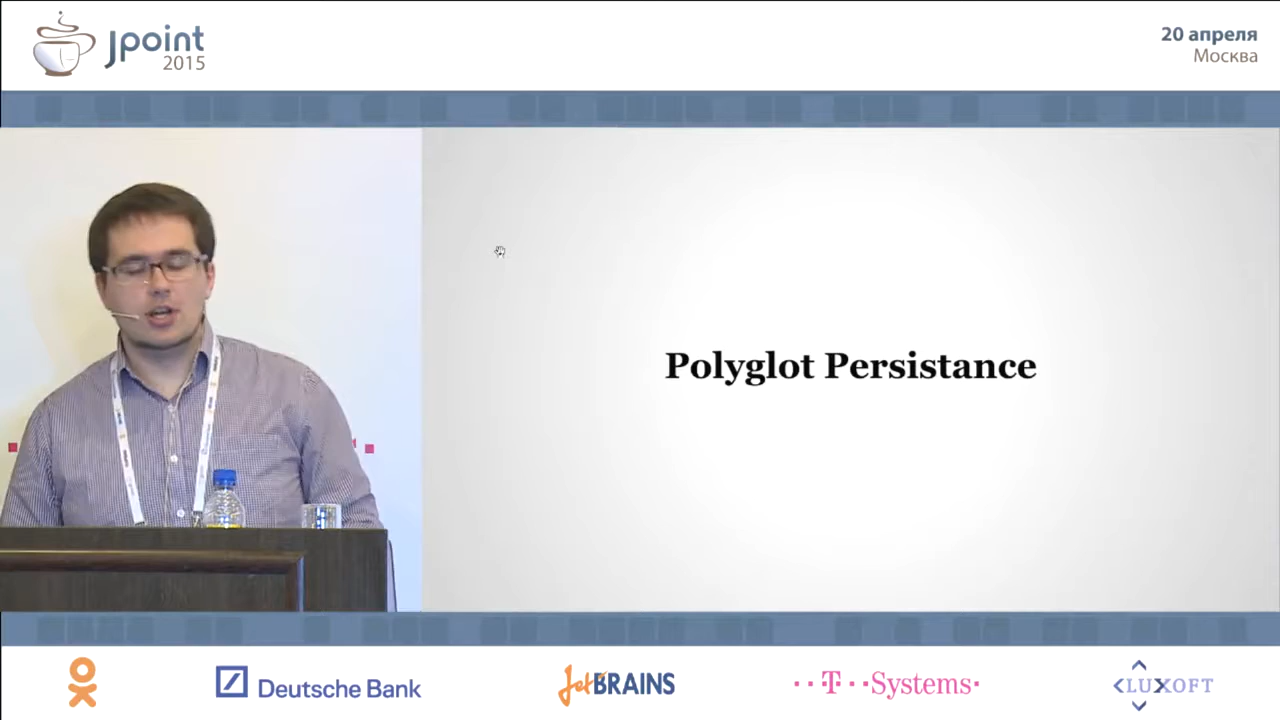 Jpoint
2015
20 апреля
Москва
Polyglot Persistance
Deutsche Bank
JetBRAINS
··T··Systems·
LUXOFT